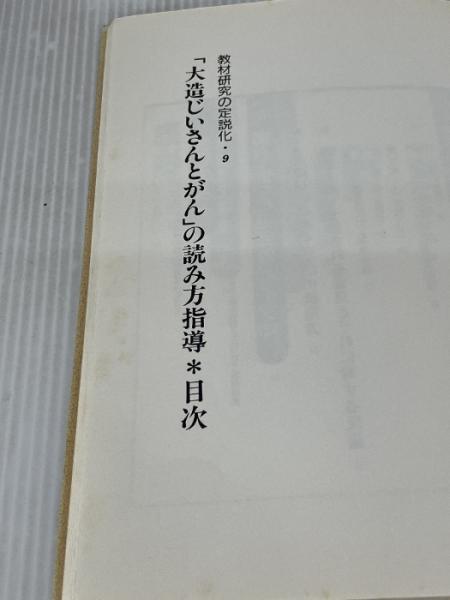 教材研究の定説化・9
「大造じいさんとがん」の読み方指導＊目次